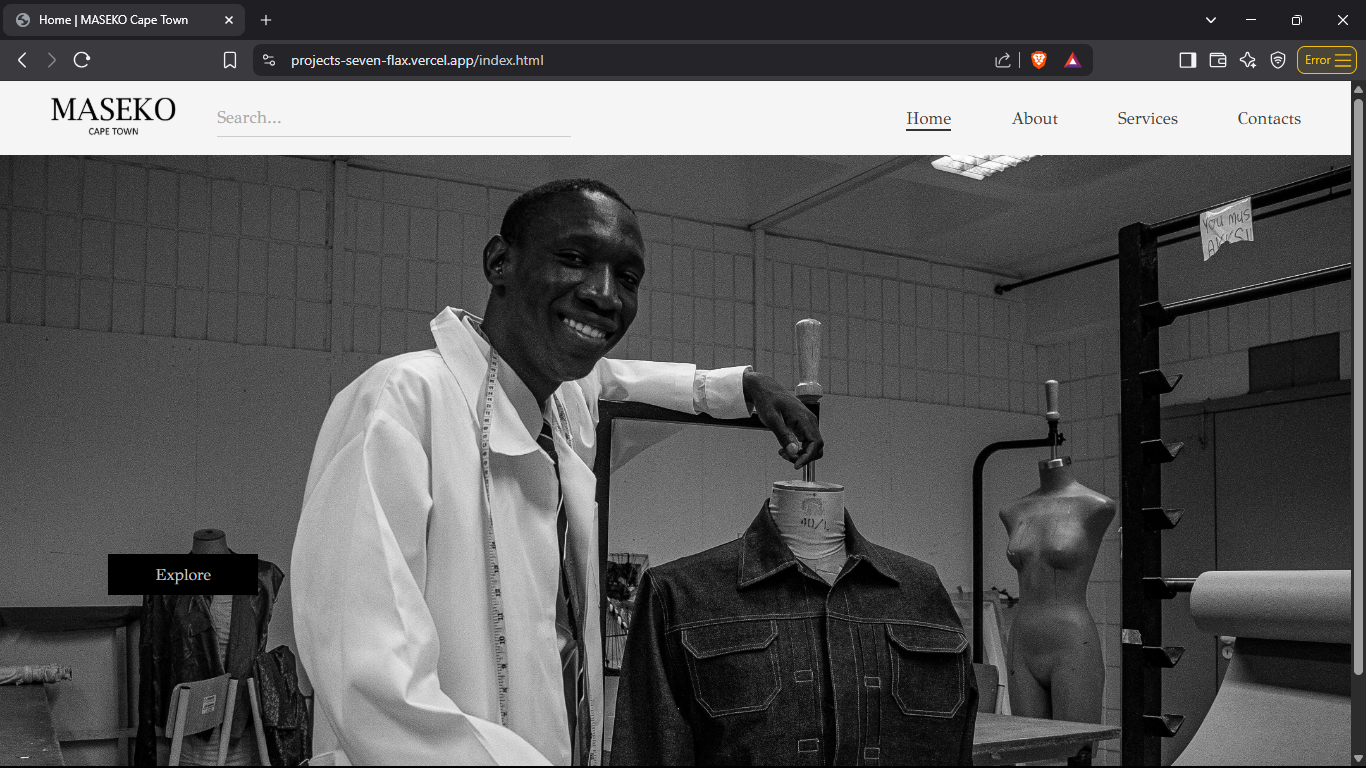 Home | MASEKO Cape Town
projects-seven-flax.vercel.app/index.html
Error
MASEKO
CAPE TOWN
Search...
Home
About
Services
Contacts
You mus
40/L
Explore